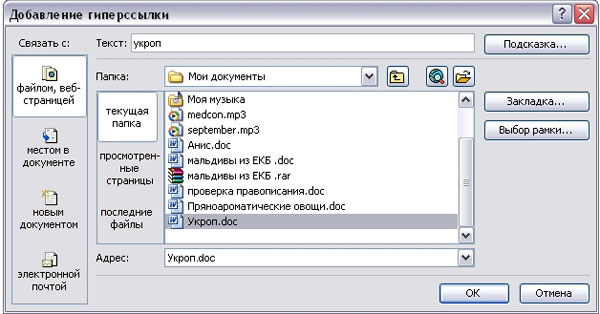 Добавление гиперссылки
Связать с:
Текст: укроп
Подсказка...
файлом, веб-
страницей
местом в
документе
новым
документом
электронной
почтой
Папка: Мои документы
текущая
папка
просмотрен-
ные
страницы
последние
файлы
Моя музыка
medcon.mp3
september.mp3
Анис.doc
мальдивы из ЕКБ .doc
мальдивы из ЕКБ .rar
проверка правописания.doc
Пряноароматические овощи.doc
Укроп.doc
Закладка...
Выбор рамки...
Адрес: Укроп.doc
ОК
Отмена